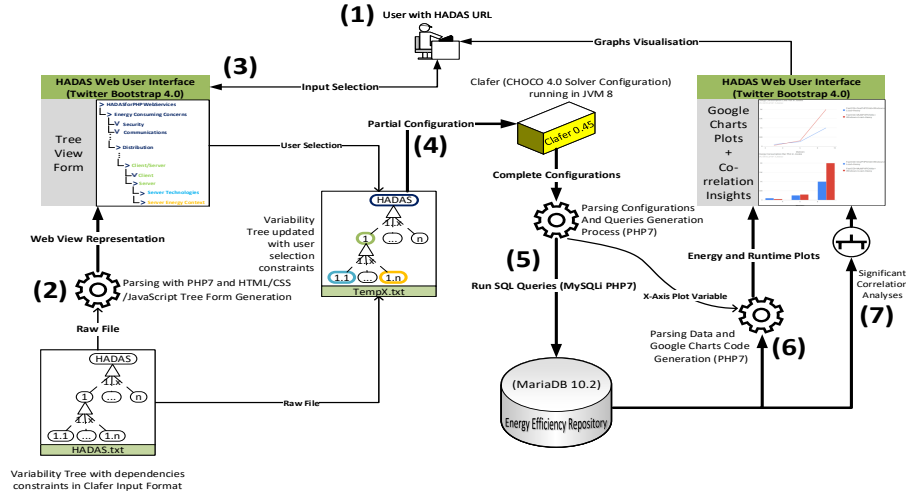 (1)
User with HADAS URL
Graphs Visualisation
(3)
Input Selection
HADAS Web User Interface
(Twitter Bootstrap 4.0)
Tree
View
Form
> HADASforPHPWebServices
> Energy Consuming Concerns
V Security
V Communications
> Distribution
> Client/Server
V Client
> Server
> Server Technologies
> Server Energy Context
User Selection
Partial Configuration
(4)
Clafer (CHOCO 4.0 Solver Configuration)
running in JVM 8
Clafer 0.45
Complete Configurations
HADAS Web User Interface
(Twitter Bootstrap 4.0)
Google
Charts
Plots
+
Co-
rrelation
Insights
Web View Representation
(2)
Parsing with PHP7 and HTML/CSS
/JavaScript Tree Form Generation
Raw File
Variability
Tree updated
with user
selection
constraints
HADAS
1..x
1
...
n
1..x
1.1
...
1.n
TempX.txt
Parsing Configurations
And Queries Generation
Process (PHP7)
(5)
Run SQL Queries (MySQLi PHP7)
X-Axis Plot Variable
Energy and Runtime Plots
Significant
Correlation
Analyses
(7)
(6)
Parsing Data and
Google Charts Code
Generation (PHP7)
(MariaDB 10.2)
Energy Efficiency Repository
HADAS
1..x
1
...
n
1..x
1.1
...
1.n
HADAS.txt
Raw File
Variability Tree with dependencies
constraints in Clafer Input Format